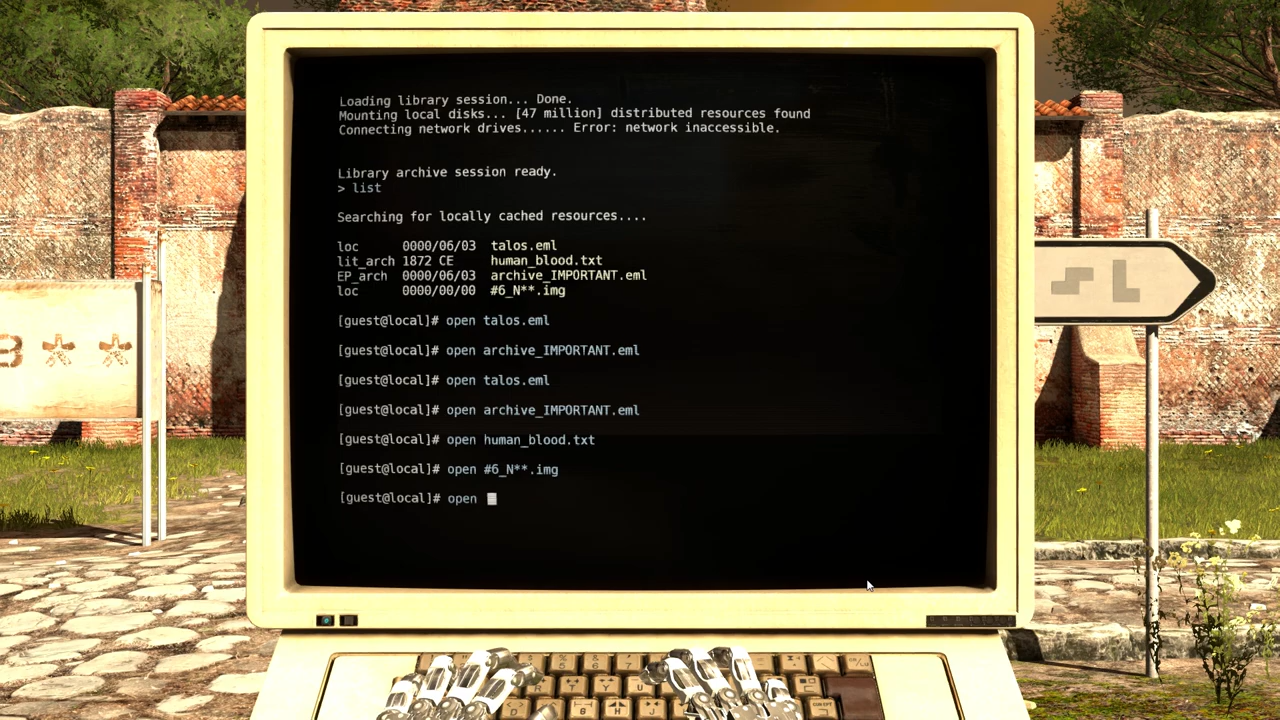 Loading library session... Done.
Mounting local disks... [47 million] distributed resources found
Connecting network drives...... Error: network inaccessible.
Library archive session ready.
> list
Searching for locally cached resources....
loc 0000/06/03 talos.eml
lit_arch 1872 CE human_blood.txt
EP_arch 0000/06/03 archive_IMPORTANT.eml
loc 0000/00/00 #6_N**.img
[guest@local]# open talos.eml
[guest@local]# open archive_IMPORTANT.eml
[guest@local]# open talos.eml
[guest@local]# open archive_IMPORTANT.eml
[guest@local]# open human_blood.txt
[guest@local]# open #6_N**.img
[guest@local]# open
5 6 7
R T Y U
G H J